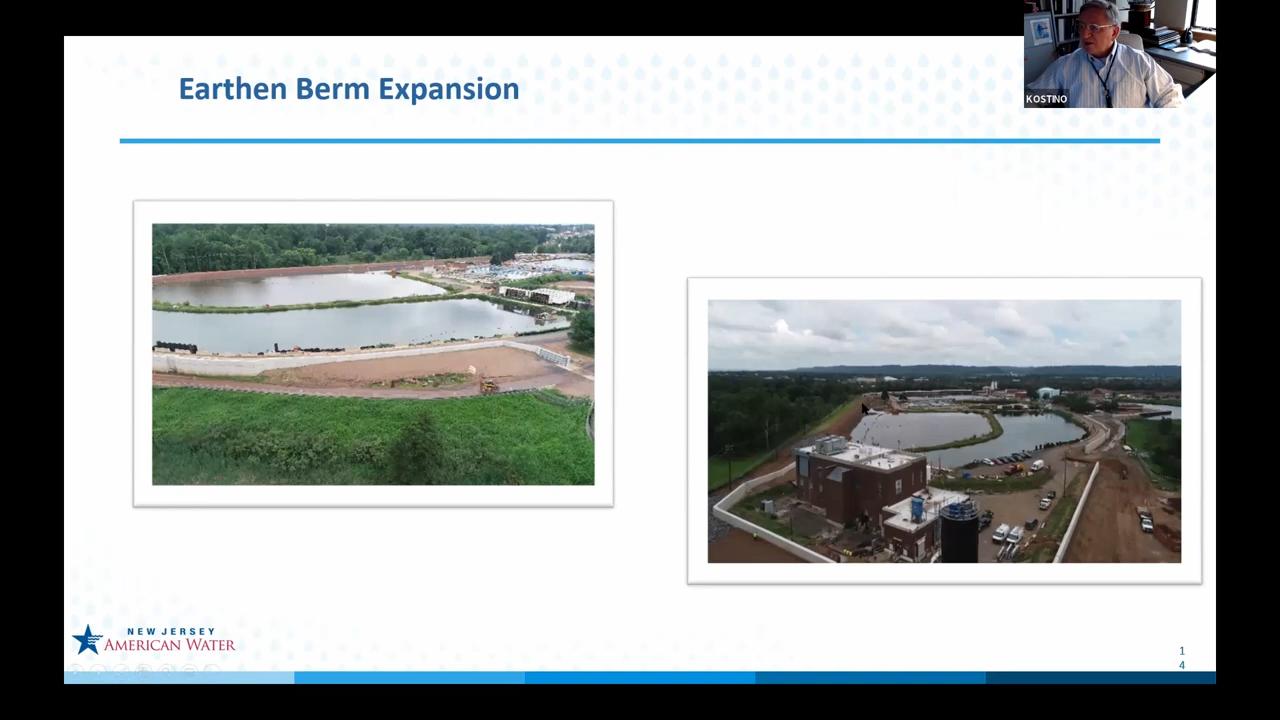 Earthen Berm Expansion
KOSTINO
NEW JERSEY
AMERICAN WATER
1
4